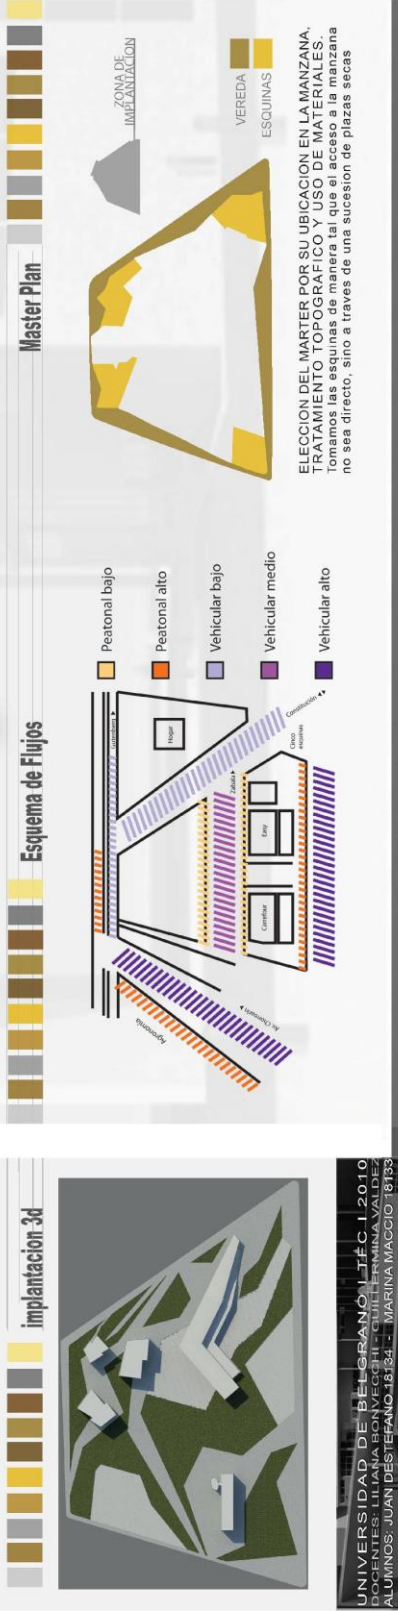 implantacion 3d
UNIVERSIDAD DE BELGRANO I TEC I 2010
DOCENTES: LILIANA BONVECCHI - GUILLERMINA VALDEZ
ALUMNOS: JUAN DESTEFANO 18134 - MARINA MACCIO 18133
Esquema de Flujos
Gutenberg
Hogar
Constitución
Zabala
Cinco
esquinas
Easy
Carrefour
Agronomía
Av. Chorroarin
Peatonal bajo
Peatonal alto
Vehicular bajo
Vehicular medio
Vehicular alto
Master Plan
ZONA DE
IMPLANTACION
VEREDA
ESQUINAS
ELECCION DEL MARTER POR SU UBICACION EN LA MANZANA,
TRATAMIENTO TOPOGRAFICO Y USO DE MATERIALES.
Tomamos las esquinas de manera tal que el acceso a la manzana
no sea directo, sino a traves de una sucesion de plazas secas